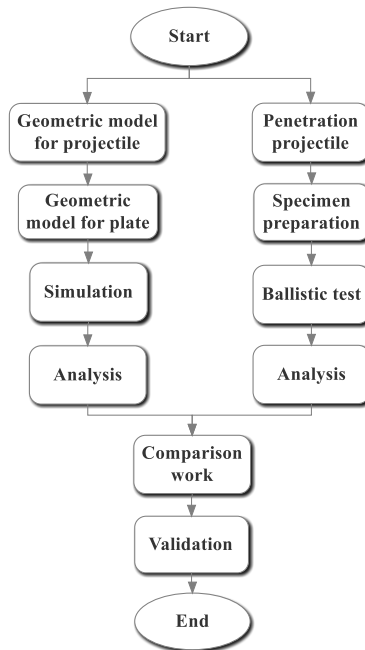 Start
Geometric model
for projectile
Penetration
projectile
Geometric
model for plate
Specimen
preparation
Simulation
Ballistic test
Analysis
Analysis
Comparison
work
Validation
End